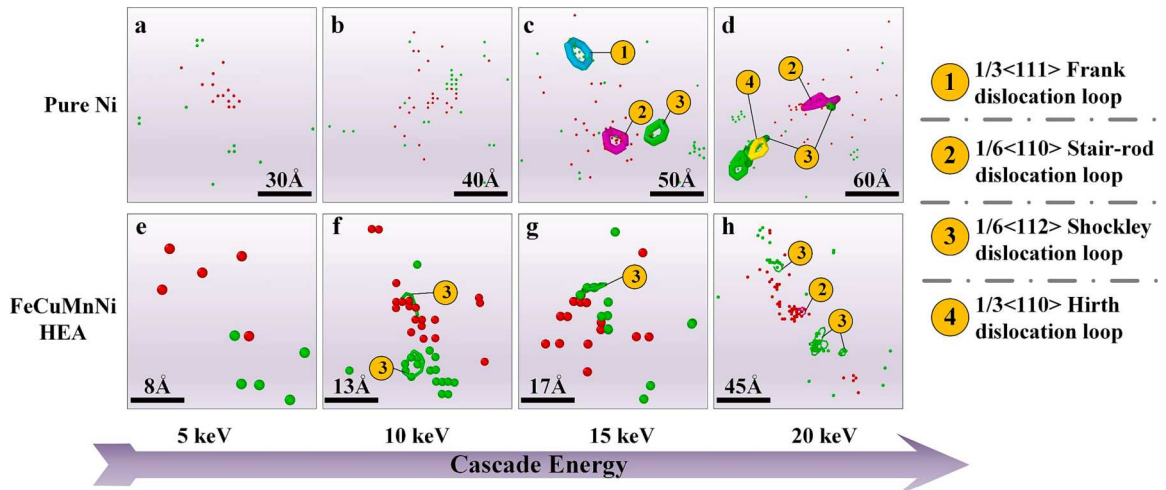 a
b
c
d
1
2
3
4
2
3
Pure Ni
30Å
40Å
50Å
60Å
e
f
g
h
3
3
3
3
2
3
FeCuMnNi
HEA
8Å
13Å
17Å
45Å
5 keV
10 keV
15 keV
20 keV
Cascade Energy
1 1/3<111> Frank
dislocation loop
2 1/6<110> Stair-rod
dislocation loop
3 1/6<112> Shockley
dislocation loop
4 1/3<110> Hirth
dislocation loop